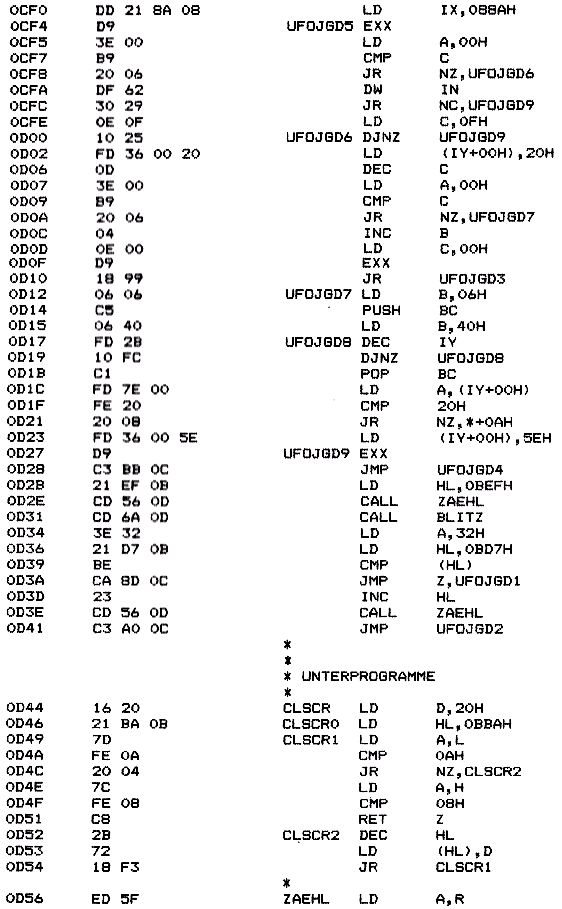 0CF0 DD 21 8A 08 LD IX,088AH
0CF4 D9 UFOJGD5 EXX
0CF5 3E 00 LD A,00H
0CF7 B9 CMP C
0CF8 20 06 JR NZ,UFOJGD6
0CFA DF 62 DW IN
0CFC 30 29 JR NC,UFOJGD9
0CFE 0E 0F LD C,0FH
0D00 10 25 UFOJGD6 DJNZ UFOJGD9
0D02 FD 36 00 20 LD (IY+00H),20H
0D06 0D DEC C
0D07 3E 00 LD A,00H
0D09 B9 CMP C
0D0A 20 06 JR NZ,UFOJGD7
0D0C 04 INC B
0D0D 0E 00 LD C,00H
0D0F D9 EXX
0D10 18 99 JR UFOJGD3
0D12 06 06 UFOJGD7 LD B,06H
0D14 C5 PUSH BC
0D15 06 40 LD B,40H
0D17 FD 2B UFOJGD8 DEC IY
0D19 10 FC DJNZ UFOJGD8
0D1B C1 POP BC
0D1C FD 7E 00 LD A,(IY+00H)
0D1F FE 20 CMP 20H
0D21 20 08 JR NZ,*+0AH
0D23 FD 36 00 5E LD (IY+00H),5EH
0D27 D9 UFOJGD9 EXX
0D28 C3 BB 0C JMP UFOJGD4
0D2B 21 EF 0B LD HL,0BEFH
0D2E CD 56 0D CALL ZAEHL
0D31 CD 6A 0D CALL BLITZ
0D34 3E 32 LD A,32H
0D36 21 D7 0B LD HL,0BD7H
0D39 BE CMP (HL)
0D3A CA 8D 0C JMP Z,UFOJGD1
0D3D 23 INC HL
0D3E CD 56 0D CALL ZAEHL
0D41 C3 A0 0C JMP UFOJGD2
*
*
* UNTERPROGRAMME
*
0D44 16 20 CLSCR LD D,20H
0D46 21 BA 0B CLSCR0 LD HL,0BBAH
0D49 7D CLSCR1 LD A,L
0D4A FE 0A CMP 0AH
0D4C 20 04 JR NZ,CLSCR2
0D4E 7C LD A,H
0D4F FE 08 CMP 08H
0D51 C8 RET Z
0D52 2B CLSCR2 DEC HL
0D53 72 LD (HL),D
0D54 18 F3 JR CLSCR1
*
0D56 ED 5F ZAEHL LD A,R